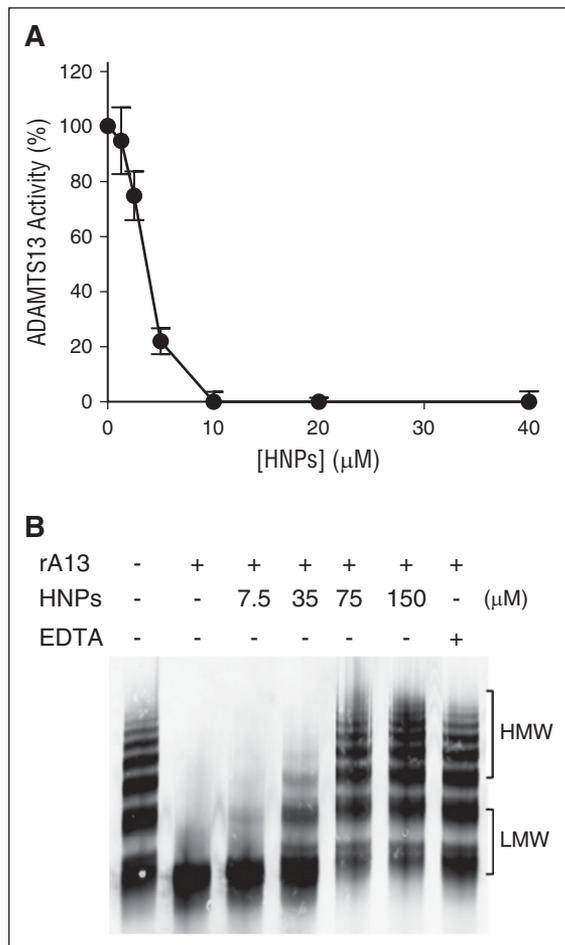 A
120
100
80
60
40
20
0
ADAMTS13 Activity (%)
0 10 20 30 40
[HNPs] (μM)
B
rA13 - + + + + + +
HNPs - - 7.5 35 75 150 - (μM)
EDTA - - - - - - +
HMW
LMW